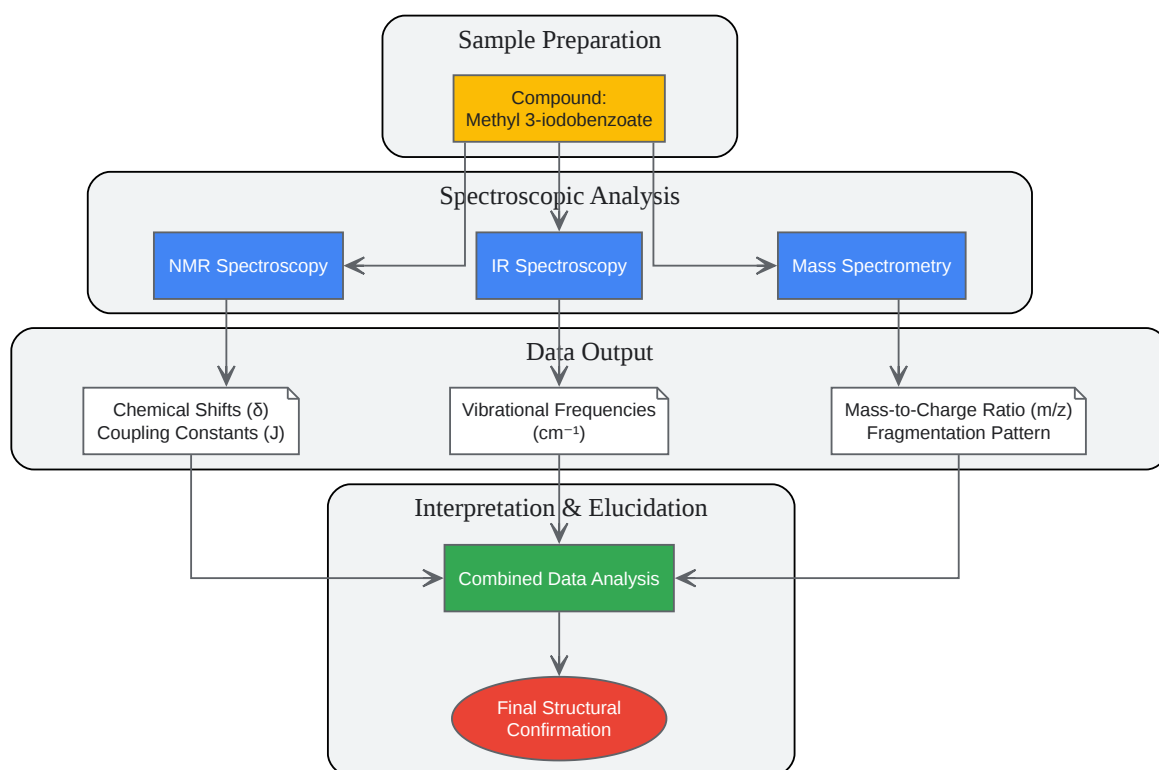 Sample Preparation
Compound:
Methyl 3-iodobenzoate
Spectroscopic Analysis
NMR Spectroscopy
IR Spectroscopy
Mass Spectrometry
Data Output
Chemical Shifts (δ)
Coupling Constants (J)
Vibrational Frequencies
(cm⁻¹)
Mass-to-Charge Ratio (m/z)
Fragmentation Pattern
Interpretation & Elucidation
Combined Data Analysis
Final Structural
Confirmation